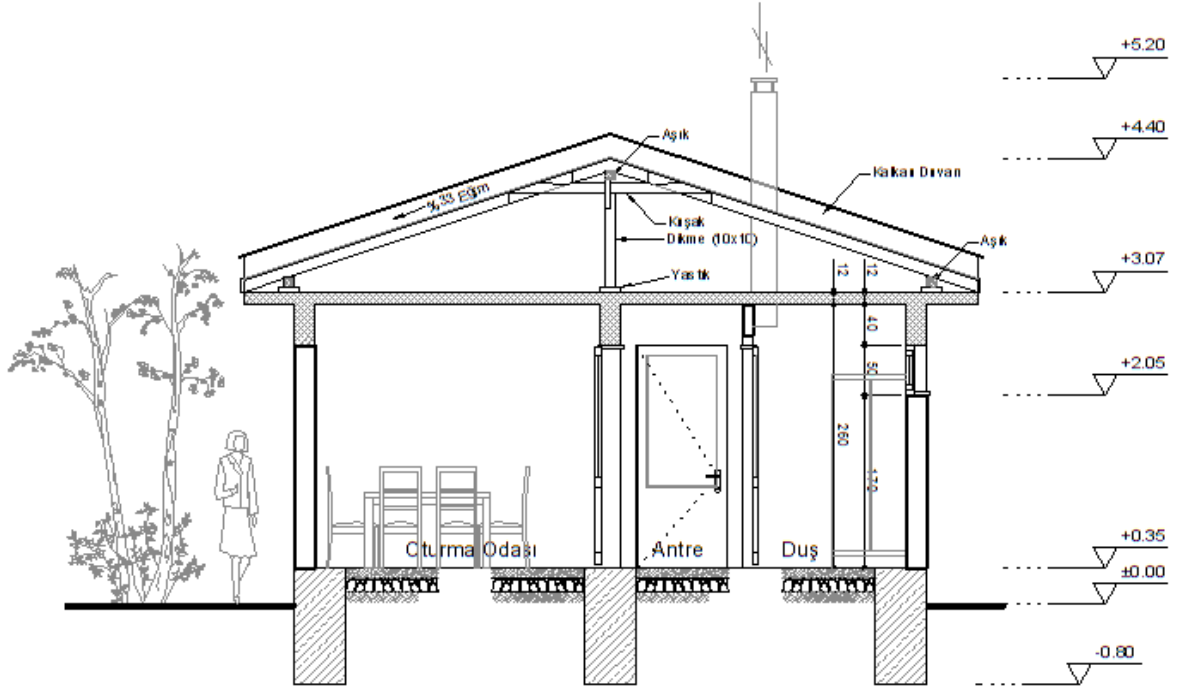 +5.20
+4.40
Aşık
Kalkan Duvarı
% 33 Eğim
Kuşak
Dikme (10x10)
Aşık
Yastık
12
12
+3.07
40
50
+2.05
260
170
Oturma Odası
Antre
Duş
+0.35
±0.00
-0.80